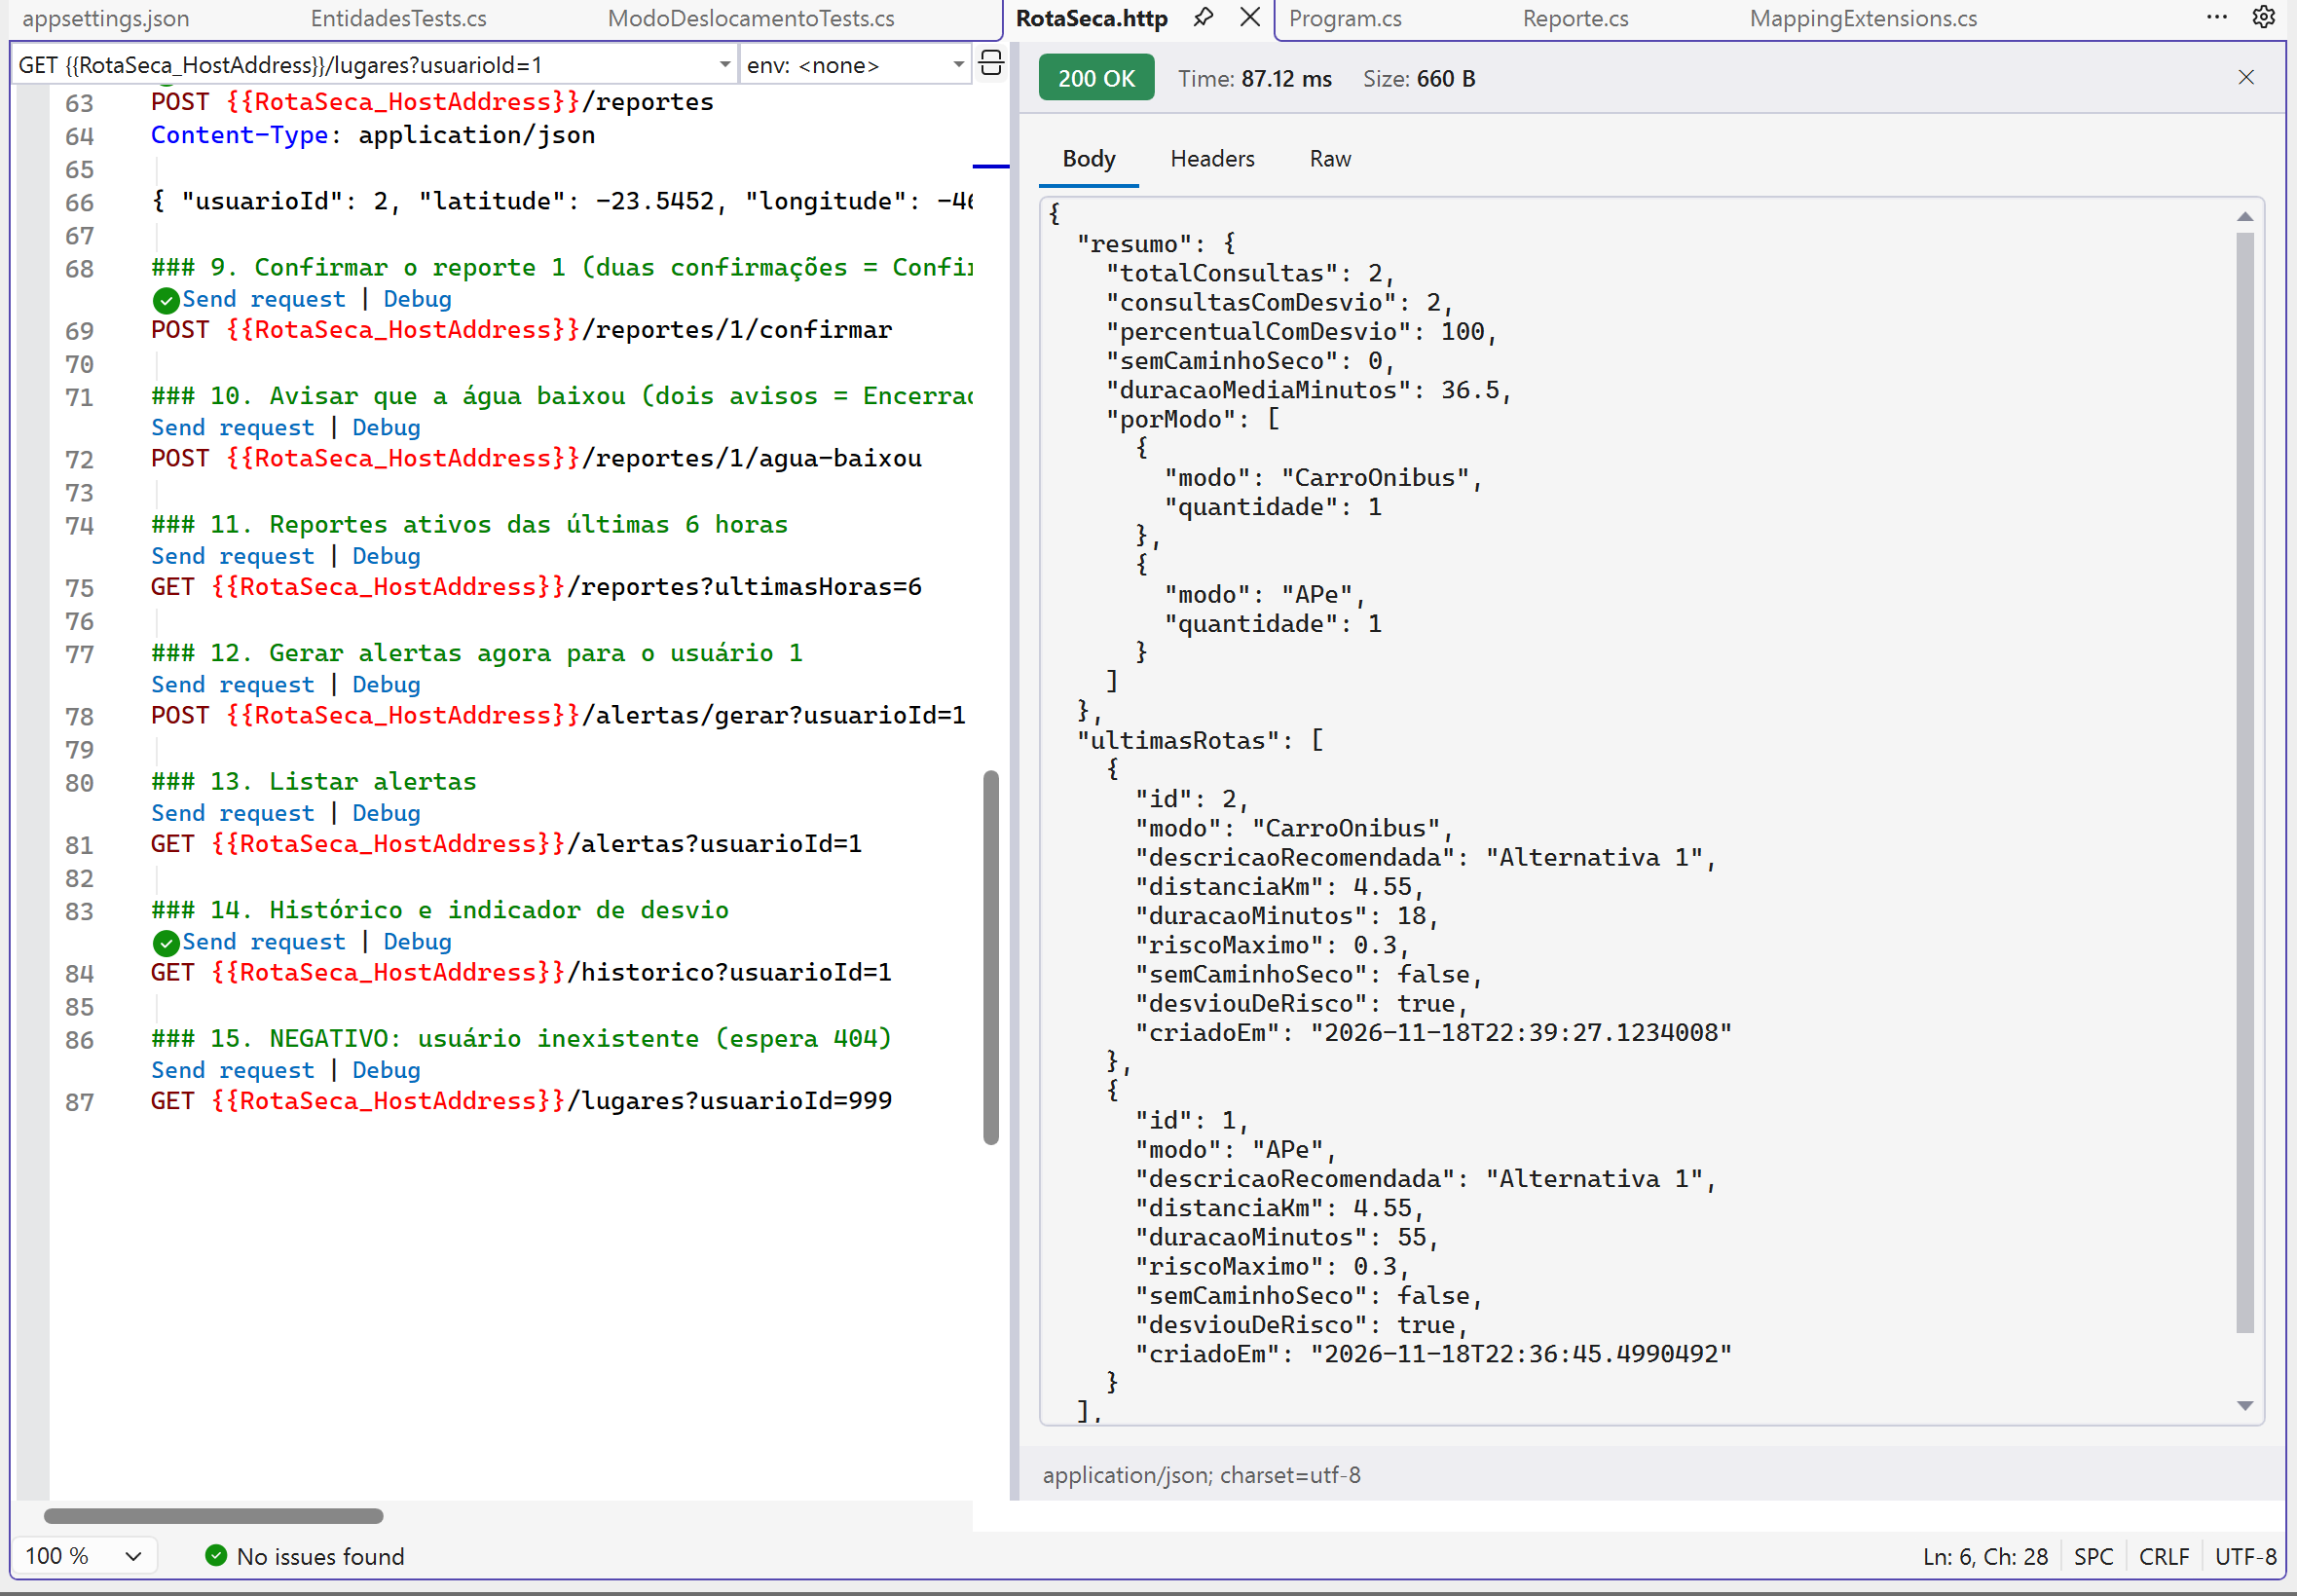 appsettings.json EntidadesTests.cs ModoDeslocamentoTests.cs RotaSeca.http Program.cs Reporte.cs MappingExtensions.cs
GET {{RotaSeca_HostAddress}}/lugares?usuarioId=1 env: <none>
63 POST {{RotaSeca_HostAddress}}/reportes
64 Content-Type: application/json
65
66 { "usuarioId": 2, "latitude": -23.5452, "longitude": -46
67
68 ### 9. Confirmar o reporte 1 (duas confirmações = Confir
Send request | Debug
69 POST {{RotaSeca_HostAddress}}/reportes/1/confirmar
70
71 ### 10. Avisar que a água baixou (dois avisos = Encerrad
Send request | Debug
72 POST {{RotaSeca_HostAddress}}/reportes/1/agua-baixou
73
74 ### 11. Reportes ativos das últimas 6 horas
Send request | Debug
75 GET {{RotaSeca_HostAddress}}/reportes?ultimasHoras=6
76
77 ### 12. Gerar alertas agora para o usuário 1
Send request | Debug
78 POST {{RotaSeca_HostAddress}}/alertas/gerar?usuarioId=1
79
80 ### 13. Listar alertas
Send request | Debug
81 GET {{RotaSeca_HostAddress}}/alertas?usuarioId=1
82
83 ### 14. Histórico e indicador de desvio
Send request | Debug
84 GET {{RotaSeca_HostAddress}}/historico?usuarioId=1
85
86 ### 15. NEGATIVO: usuário inexistente (espera 404)
Send request | Debug
87 GET {{RotaSeca_HostAddress}}/lugares?usuarioId=999
200 OK Time: 87.12 ms Size: 660 B
Body Headers Raw
{
"resumo": {
"totalConsultas": 2,
"consultasComDesvio": 2,
"percentualComDesvio": 100,
"semCaminhoSeco": 0,
"duracaoMediaMinutos": 36.5,
"porModo": [
{
"modo": "CarroOnibus",
"quantidade": 1
},
{
"modo": "APe",
"quantidade": 1
}
]
},
"ultimasRotas": [
{
"id": 2,
"modo": "CarroOnibus",
"descricaoRecomendada": "Alternativa 1",
"distanciaKm": 4.55,
"duracaoMinutos": 18,
"riscoMaximo": 0.3,
"semCaminhoSeco": false,
"desviouDeRisco": true,
"criadoEm": "2026-11-18T22:39:27.1234008"
},
{
"id": 1,
"modo": "APe",
"descricaoRecomendada": "Alternativa 1",
"distanciaKm": 4.55,
"duracaoMinutos": 55,
"riscoMaximo": 0.3,
"semCaminhoSeco": false,
"desviouDeRisco": true,
"criadoEm": "2026-11-18T22:36:45.4990492"
}
],
application/json; charset=utf-8
100 % No issues found Ln: 6, Ch: 28 SPC CRLF UTF-8